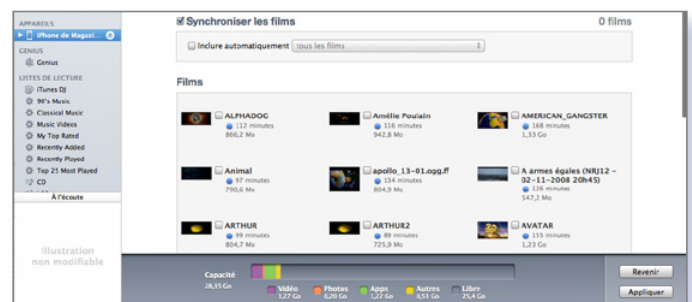 APPAREILS
iPhone de Magazi...
GENIUS
Genius
LISTES DE LECTURE
iTunes DJ
90's Music
Classical Music
Music Videos
My Top Rated
Recently Added
Recently Played
Top 25 Most Played
CD
À l'écoute
Illustration
non modifiable
Synchroniser les films
0 films
Inclure automatiquement tous les films
Films
ALPHADOG
112 minutes
866,2 Mo
Amélie Poulain
116 minutes
942,8 Mo
AMERICAN_GANGSTER
168 minutes
1,33 Go
Animal
97 minutes
790,6 Mo
apollo_13-01.ogg.ff
134 minutes
804,9 Mo
A armes égales (NRJ12 -
02-11-2008 20h45)
126 minutes
547,2 Mo
ARTHUR
99 minutes
804,7 Mo
ARTHUR2
89 minutes
725,9 Mo
AVATAR
155 minutes
1,23 Go
Capacité
28,35 Go
Vidéo
1,27 Go
Photos
0,20 Go
Apps
1,22 Go
Autres
0,51 Go
Libre
25,4 Go
Revenir
Appliquer